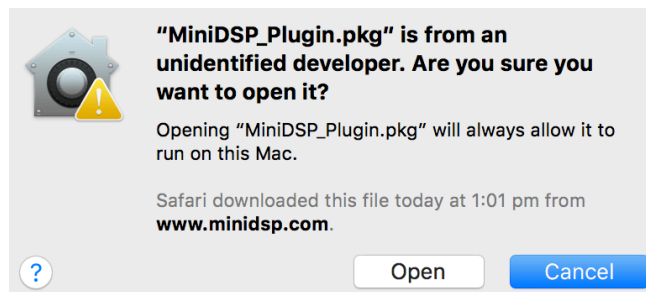 “MiniDSP_Plugin.pkg” is from an
unidentified developer. Are you sure you
want to open it?
Opening “MiniDSP_Plugin.pkg” will always allow it to
run on this Mac.
Safari downloaded this file today at 1:01 pm from
www.minidsp.com.
?
Open
Cancel